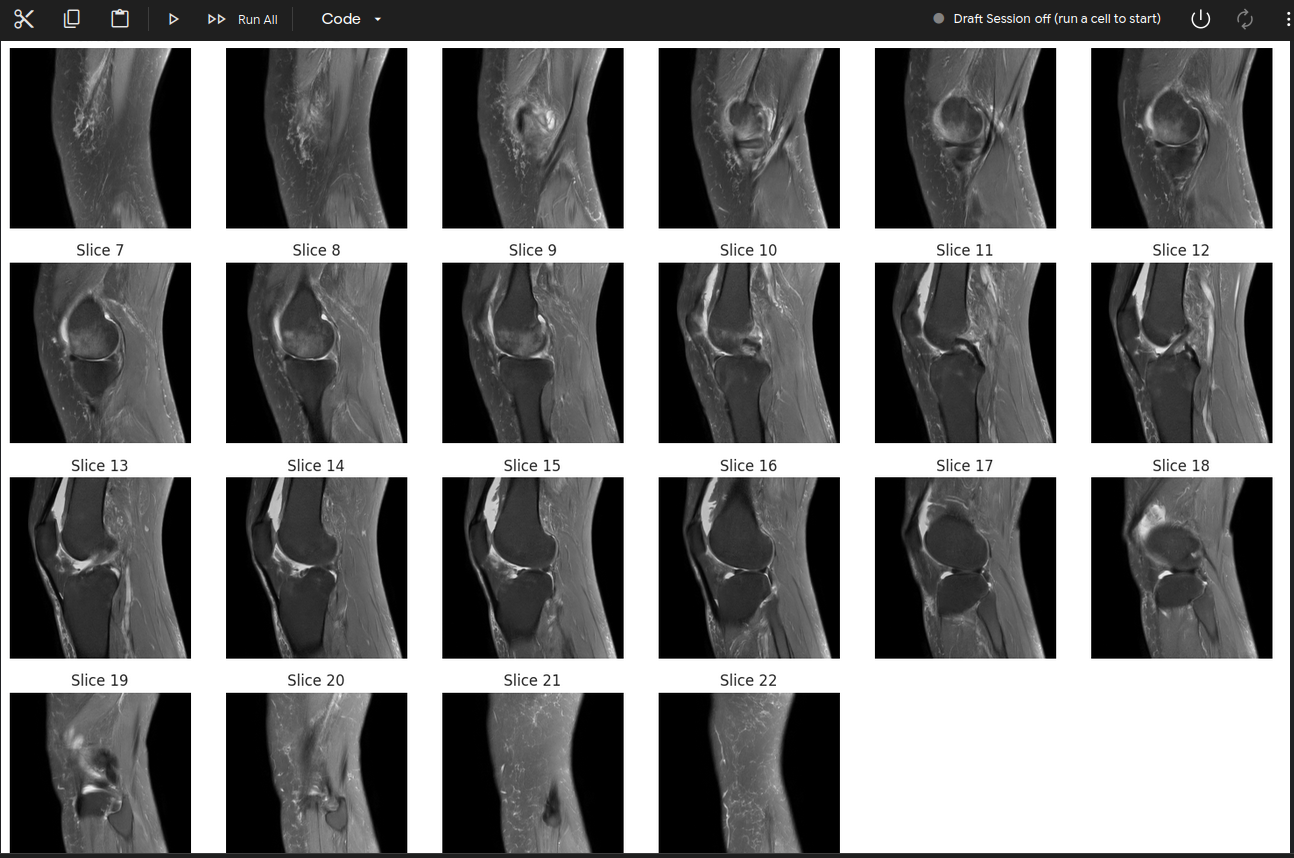 Run All Code Draft Session off (run a cell to start)
Slice 7 Slice 8 Slice 9 Slice 10 Slice 11 Slice 12
Slice 13 Slice 14 Slice 15 Slice 16 Slice 17 Slice 18
Slice 19 Slice 20 Slice 21 Slice 22